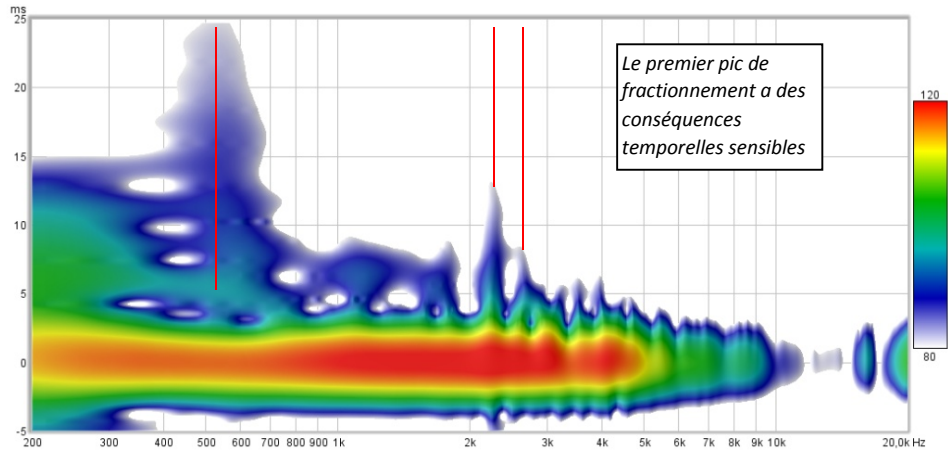 ms
25
20
15
10
5
0
-5
Le premier pic de
fractionnement a des
conséquences
temporelles sensibles
120
80
200 300 400 500 600 700 800 900 1k 2k 3k 4k 5k 6k 7k 8k 9k 10k 20,0k Hz